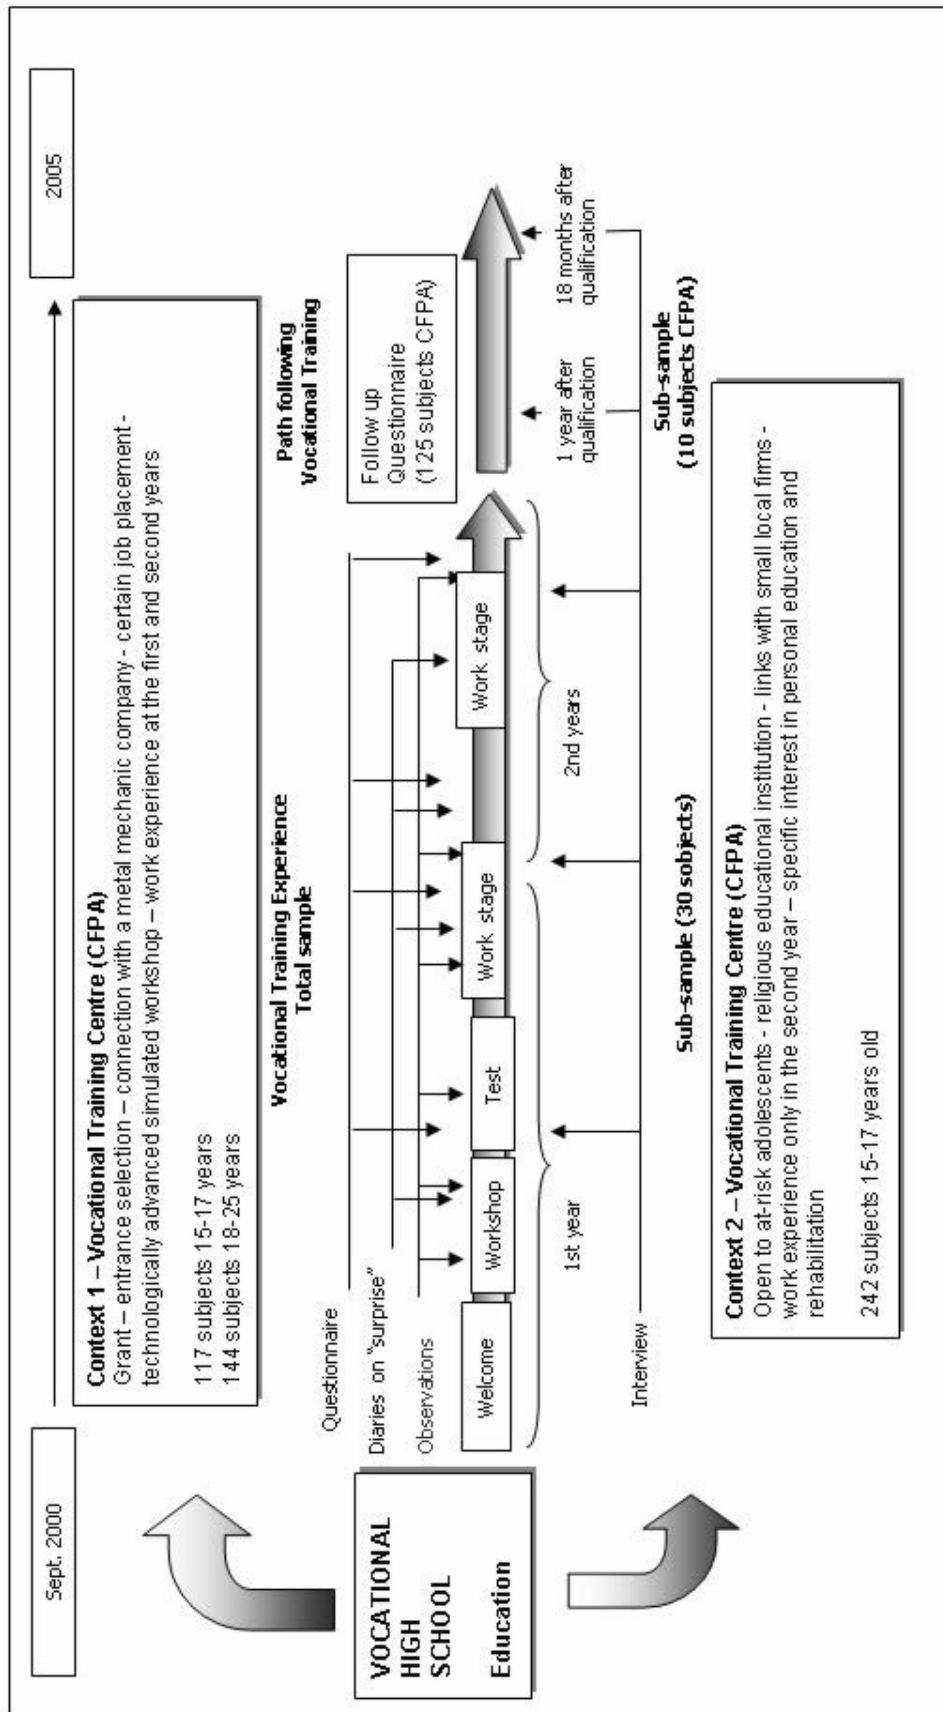 Sept. 2000
2005
Context 1 – Vocational Training Centre (CFPA)
Grant – entrance selection – connection with a metal mechanic company - certain job placement -
technologically advanced simulated workshop – work experience at the first and second years
117 subjects 15-17 years
144 subjects 18-25 years
Vocational Training Experience
Total sample
Path following
Vocational Training
Questionnaire
Diaries on "surprise"
Observations
Follow up
Questionnaire
(125 subjects CFPA)
VOCATIONAL
HIGH
SCHOOL
Education
Welcome
Workshop
Test
Work stage
Work stage
1st year
2nd years
1 year after
qualification
18 months after
qualification
Interview
Sub-sample (30 sobjects)
Sub-sample
(10 subjects CFPA)
Context 2 – Vocational Training Centre (CFPA)
Open to at-risk adolescents - religious educational institution - links with small local firms -
work experience only in the second year – specific interest in personal education and
rehabilitation
242 subjects 15-17 years old